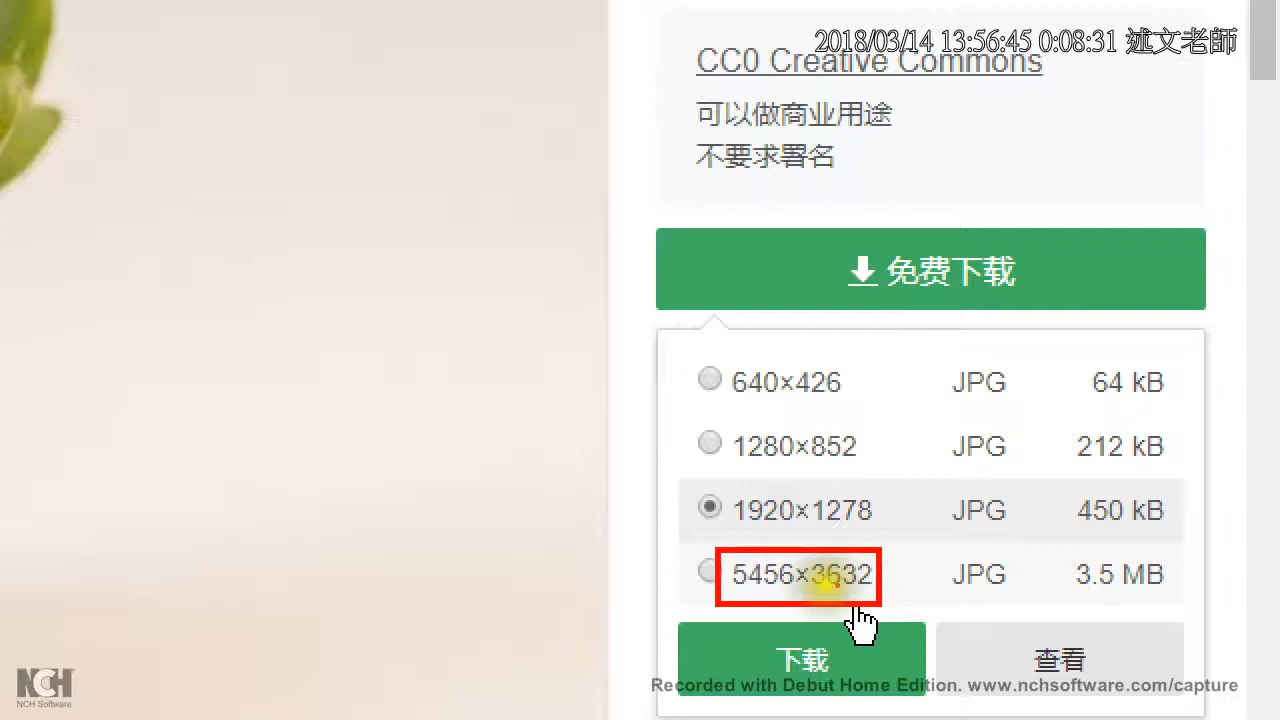 2018/03/14 13:56:45 0:08:31 述文老師
CC0 Creative Commons
可以做商业用途
不要求署名
免费下载
640×426 JPG 64 kB
1280×852 JPG 212 kB
1920×1278 JPG 450 kB
5456×3632 JPG 3.5 MB
下载 查看
Recorded with Debut Home Edition. www.nchsoftware.com/capture
NCH
NCH Software